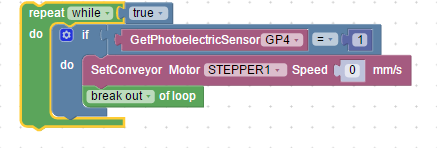 repeat while true
do if GetPhotoelectricSensor GP4 = 1
do SetConveyor Motor STEPPER1 Speed 0 mm/s
break out of loop